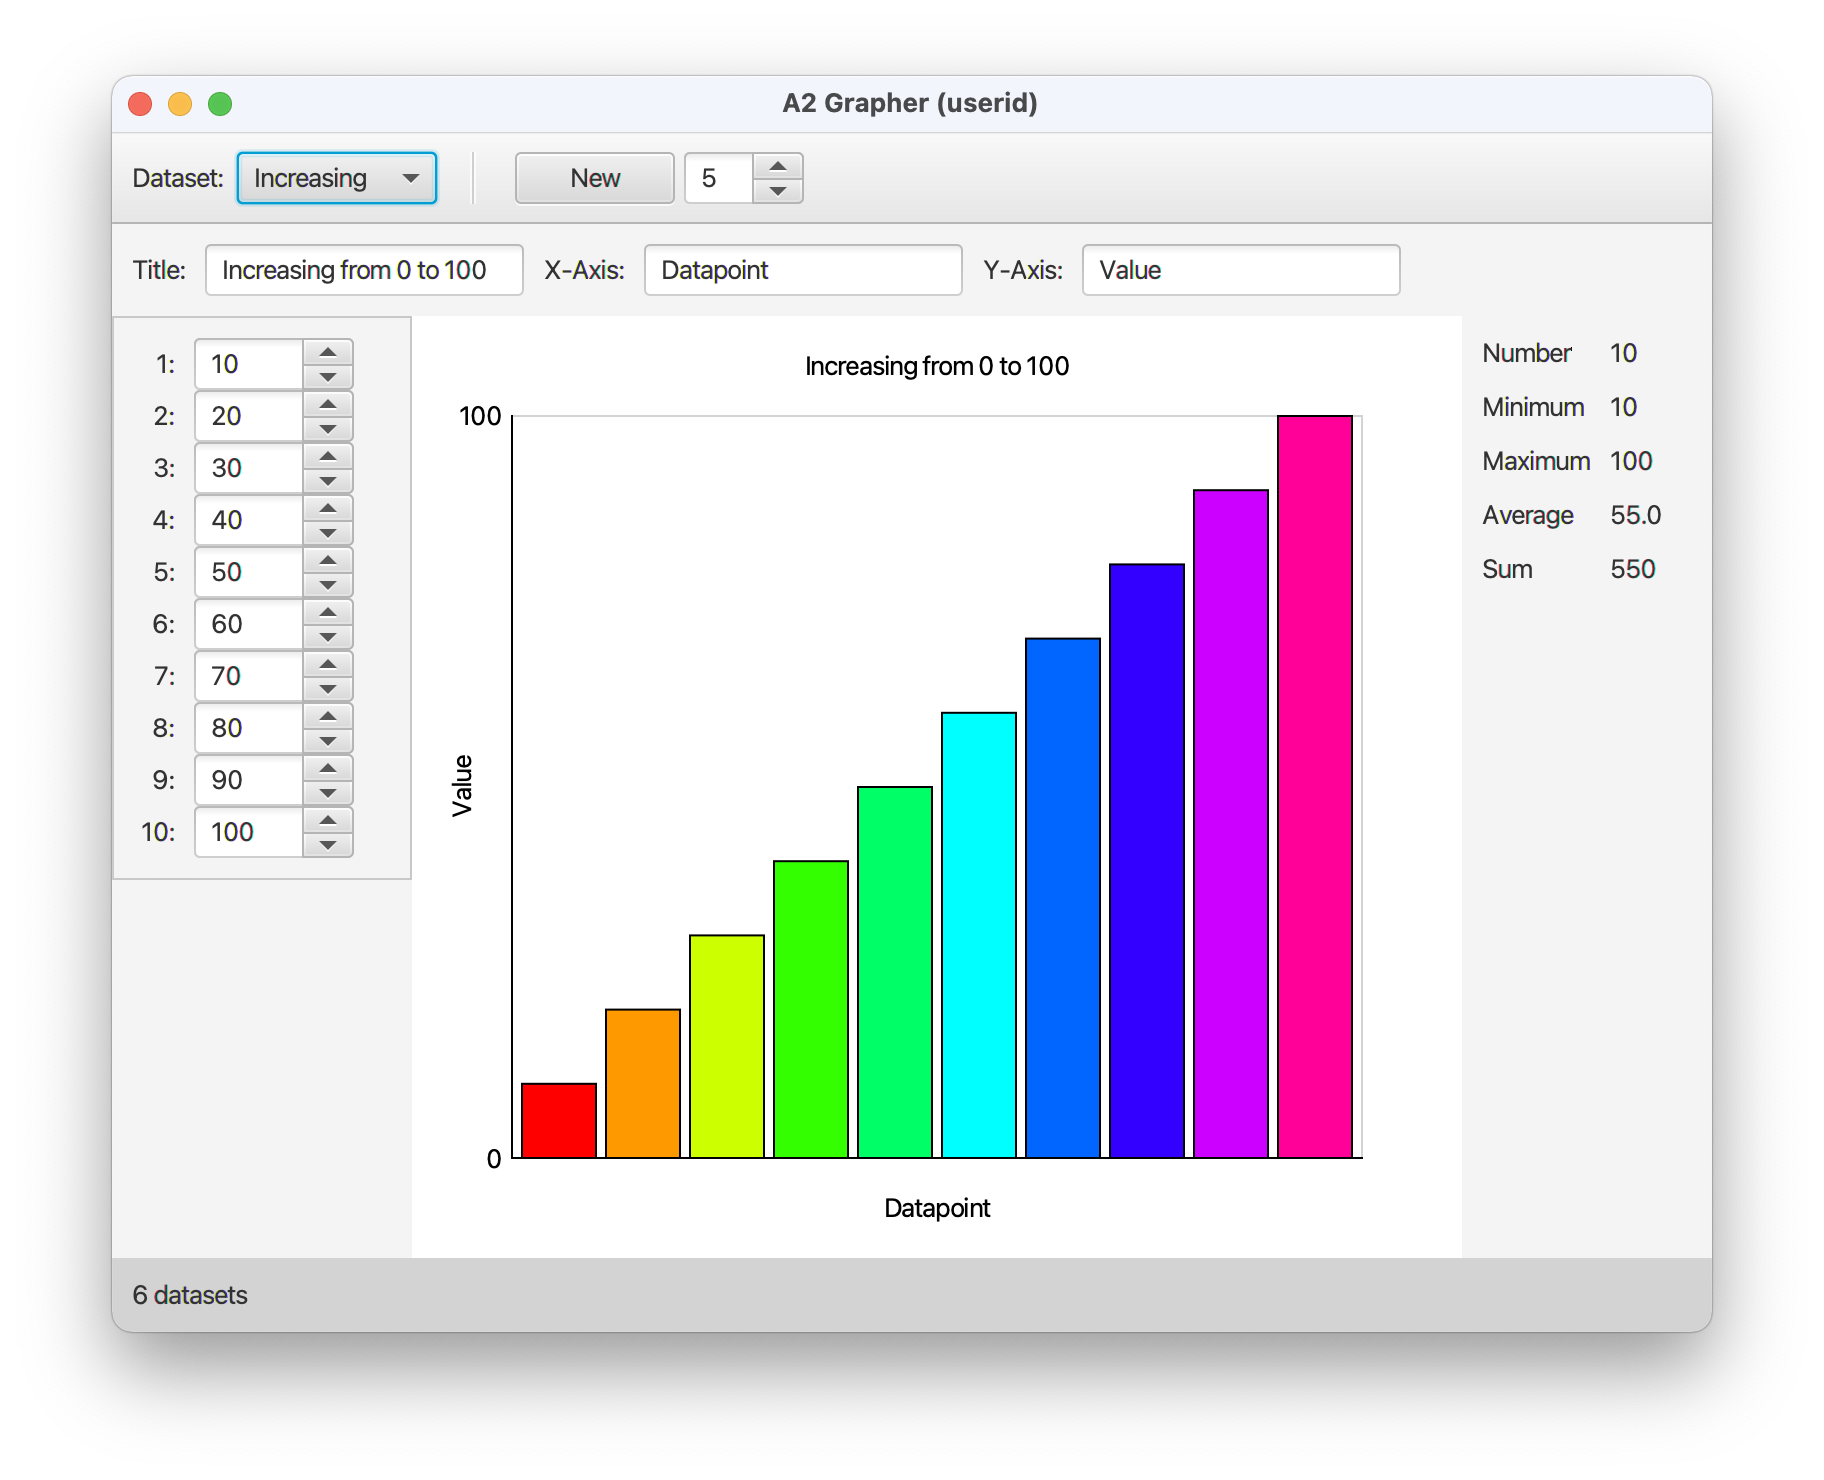 A2 Grapher (userid)
Dataset: Increasing New 5
Title: Increasing from 0 to 100 X-Axis: Datapoint Y-Axis: Value
1: 10
2: 20
3: 30
4: 40
5: 50
6: 60
7: 70
8: 80
9: 90
10: 100
Increasing from 0 to 100
100
Value
0
Datapoint
Number 10
Minimum 10
Maximum 100
Average 55.0
Sum 550
6 datasets